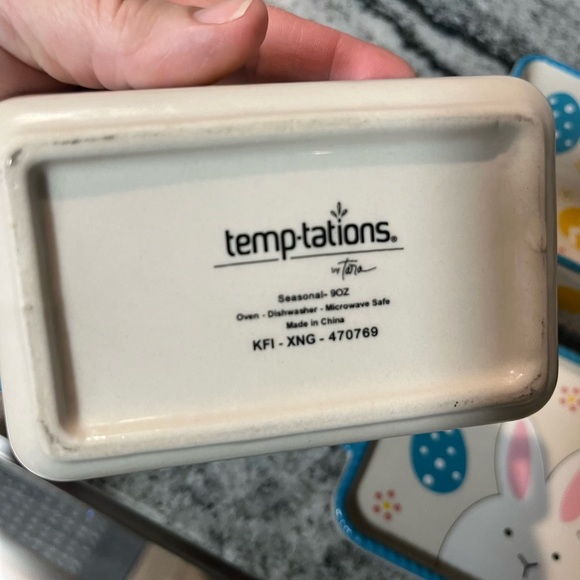 temp-tations®
by Tara
Seasonal- 9OZ
Oven - Dishwasher - Microwave Safe
Made in China
KFI - XNG - 470769